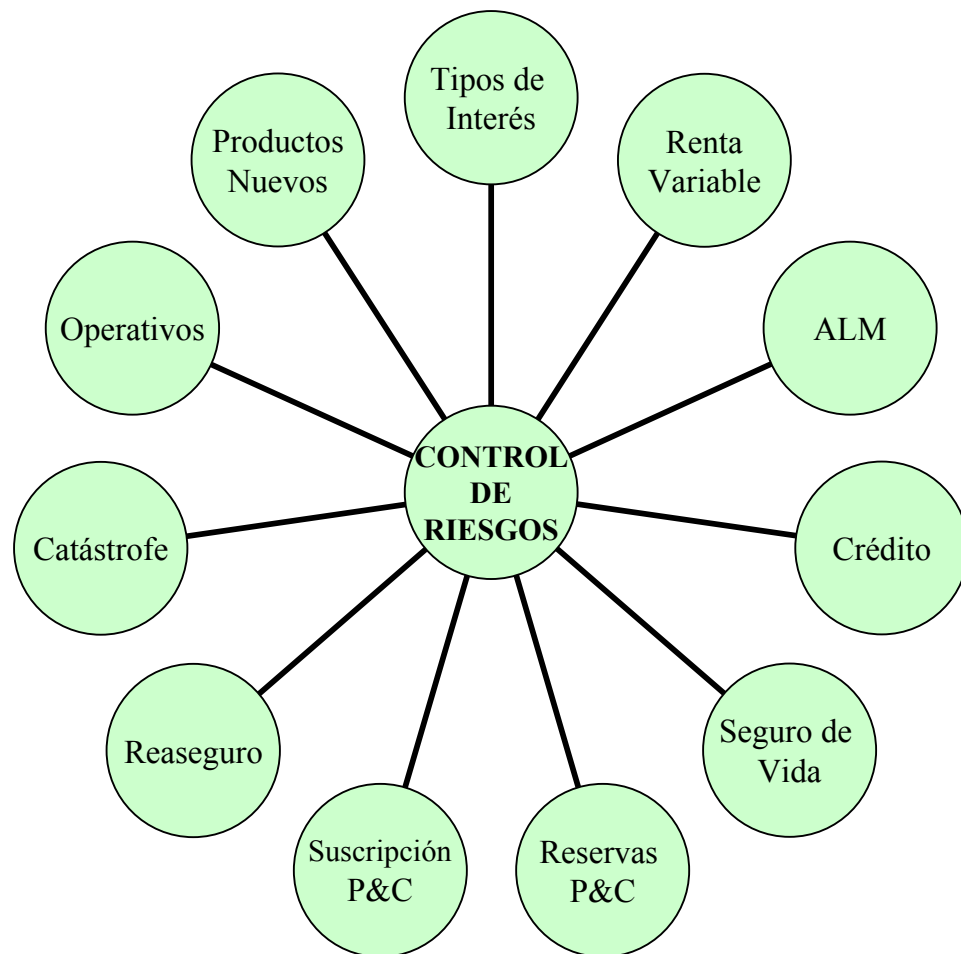 Tipos de
Interés
Renta
Variable
ALM
Crédito
Seguro de
Vida
Reservas
P&C
Suscripción
P&C
Reaseguro
Catástrofe
Operativos
Productos
Nuevos
CONTROL
DE
RIESGOS